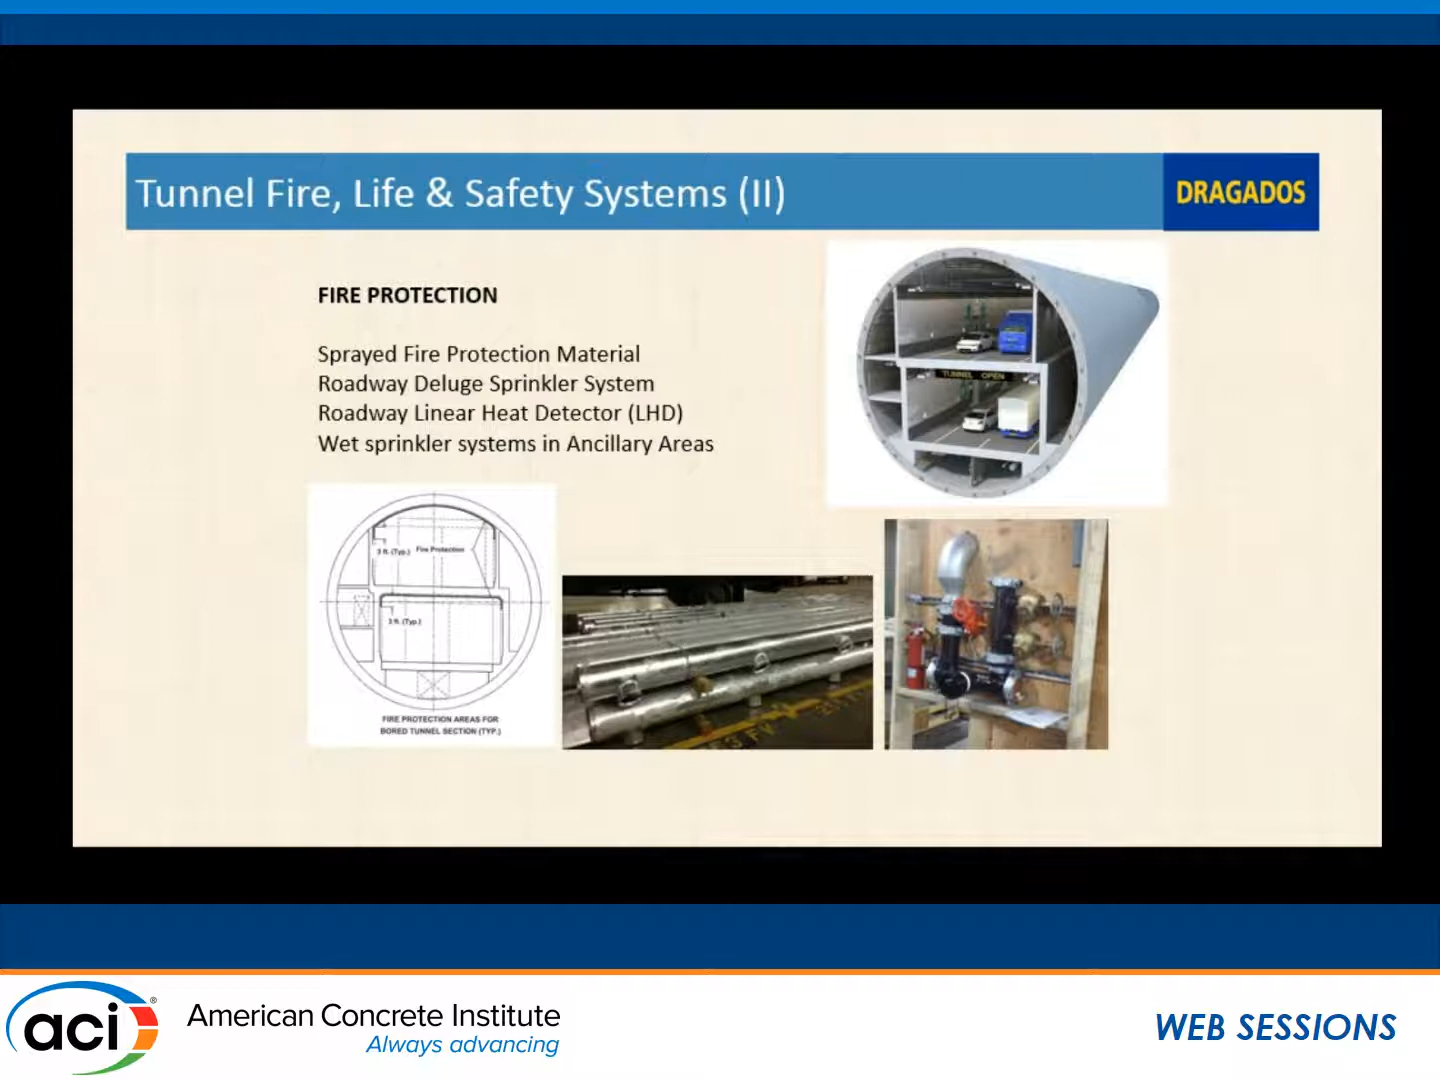 Tunnel Fire, Life & Safety Systems (II)
DRAGADOS
FIRE PROTECTION
Sprayed Fire Protection Material
Roadway Deluge Sprinkler System
Roadway Linear Heat Detector (LHD)
Wet sprinkler systems in Ancillary Areas
TUNNEL OPEN
3 ft. (Typ.)
Fire Protection
3 ft. (Typ.)
FIRE PROTECTION AREAS FOR
BORED TUNNEL SECTION (TYP.)
aci®
American Concrete Institute
Always advancing
WEB SESSIONS